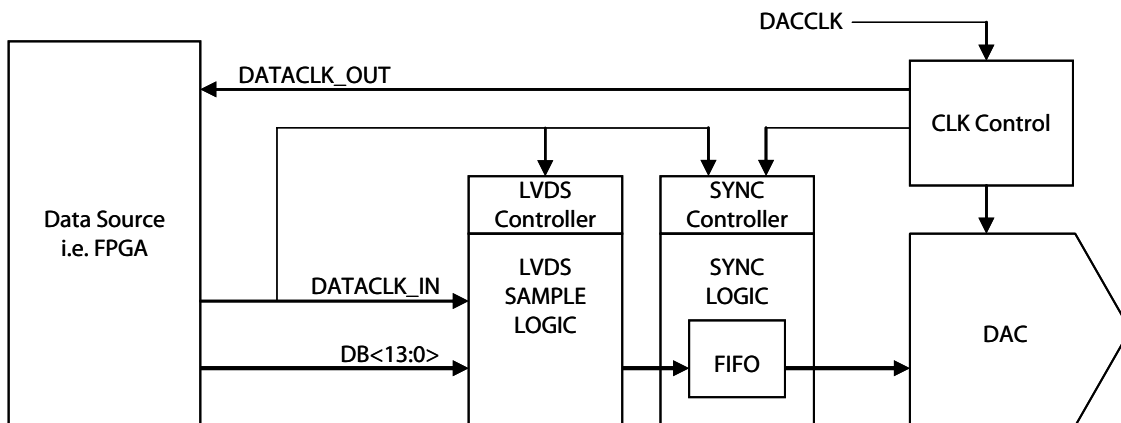 DACCLK
DATACLK_OUT
CLK Control
LVDS
Controller
SYNC
Controller
Data Source
i.e. FPGA
LVDS
SAMPLE
LOGIC
SYNC
LOGIC
DATACLK_IN
DB<13:0>
FIFO
DAC